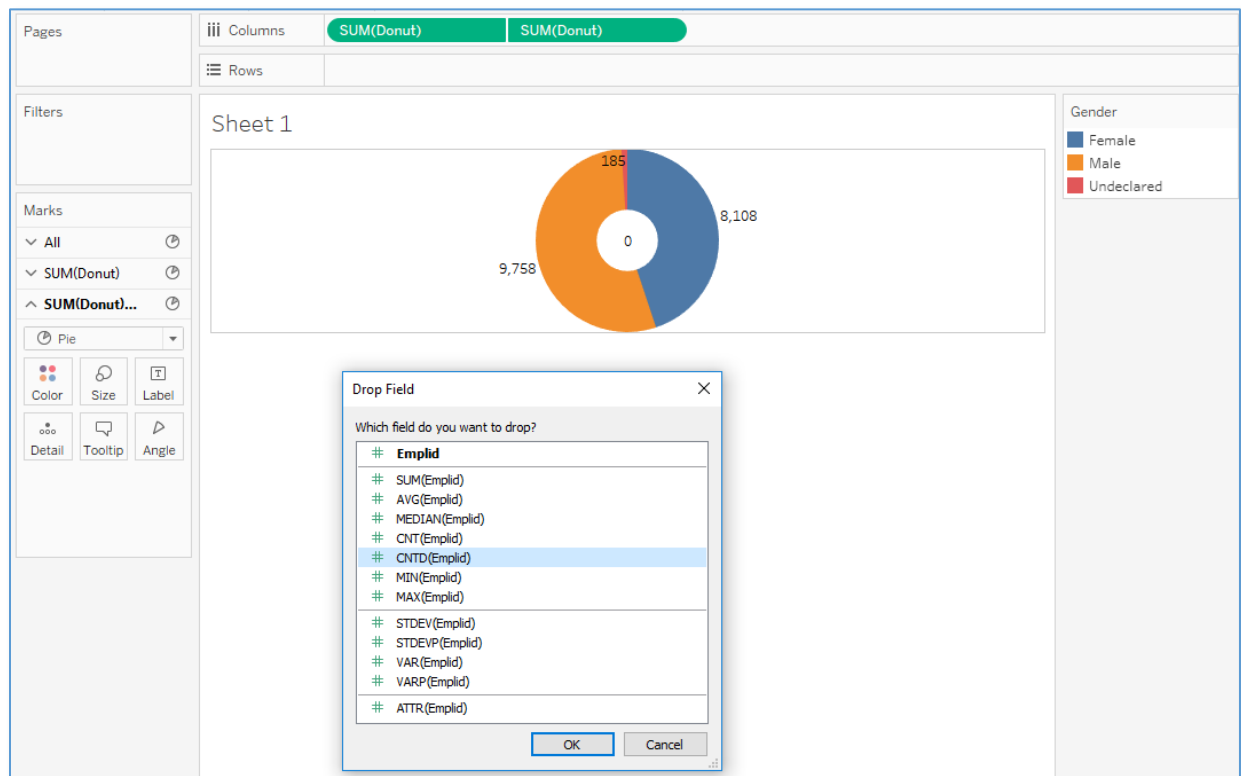 Pages
Columns
SUM(Donut)
SUM(Donut)
Rows
Filters
Sheet 1
Gender
Female
Male
Undeclared
185
8,108
0
9,758
Marks
All
SUM(Donut)
SUM(Donut)...
Pie
Color
Size
Label
Detail
Tooltip
Angle
Drop Field
Which field do you want to drop?
Emplid
SUM(Emplid)
AVG(Emplid)
MEDIAN(Emplid)
CNT(Emplid)
CNTD(Emplid)
MIN(Emplid)
MAX(Emplid)
STDEV(Emplid)
STDEVP(Emplid)
VAR(Emplid)
VARP(Emplid)
ATTR(Emplid)
OK
Cancel